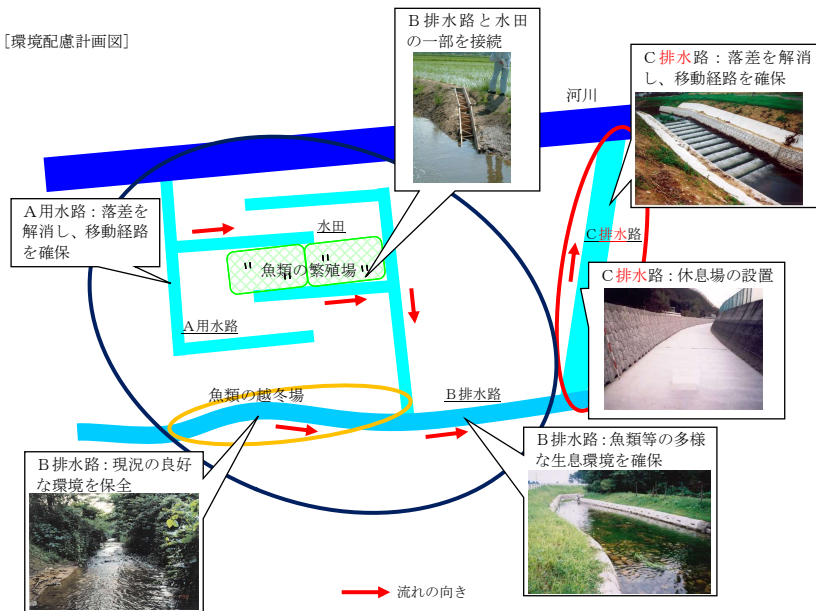 [環境配慮計画図]
B排水路と水田
の一部を接続
C排水路：落差を解消
し、移動経路を確保
河川
A用水路：落差を
解消し、移動経路
を確保
水田
魚類の繁殖場
C排水路
C排水路：休息場の設置
A用水路
魚類の越冬場
B排水路
B排水路：現況の良好
な環境を保全
B排水路：魚類等の多様
な生息環境を確保
流れの向き